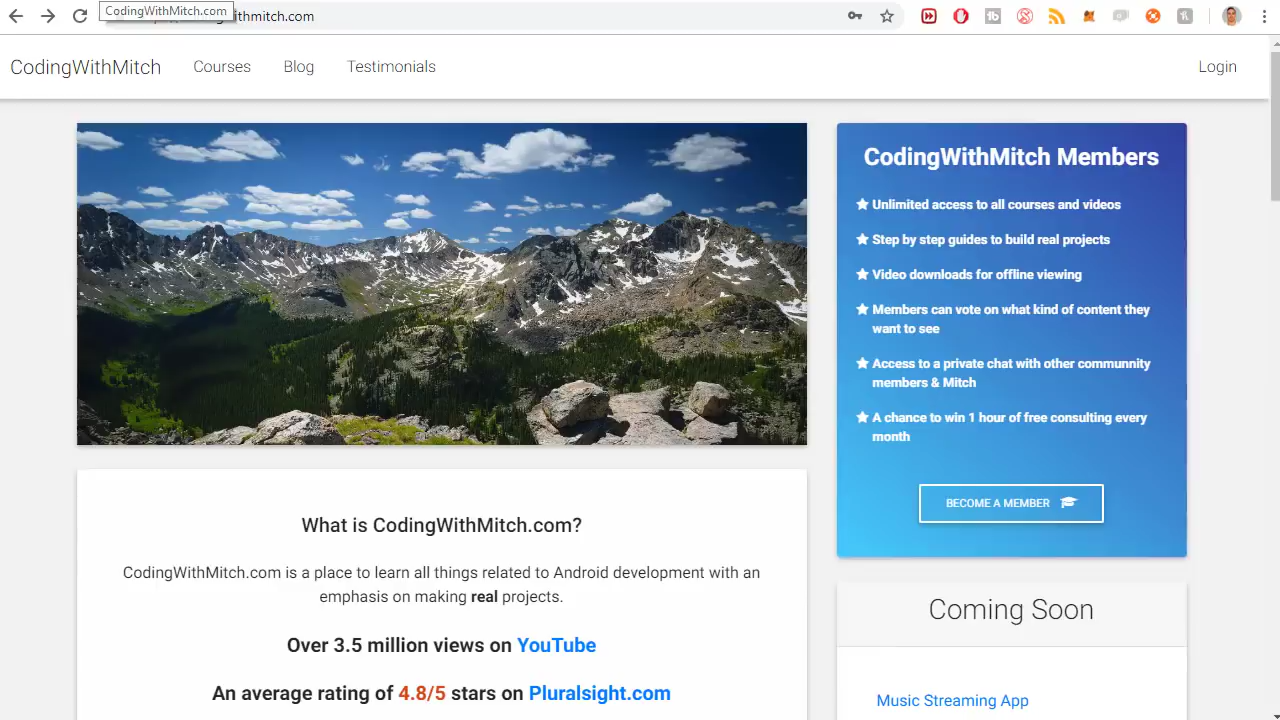 CodingWithMitch.com
withmitch.com
CodingWithMitch Courses Blog Testimonials Login
CodingWithMitch Members
Unlimited access to all courses and videos
Step by step guides to build real projects
Video downloads for offline viewing
Members can vote on what kind of content they
want to see
Access to a private chat with other communnity
members & Mitch
A chance to win 1 hour of free consulting every
month
BECOME A MEMBER
What is CodingWithMitch.com?
CodingWithMitch.com is a place to learn all things related to Android development with an
emphasis on making real projects.
Over 3.5 million views on YouTube
An average rating of 4.8/5 stars on Pluralsight.com
Coming Soon
Music Streaming App